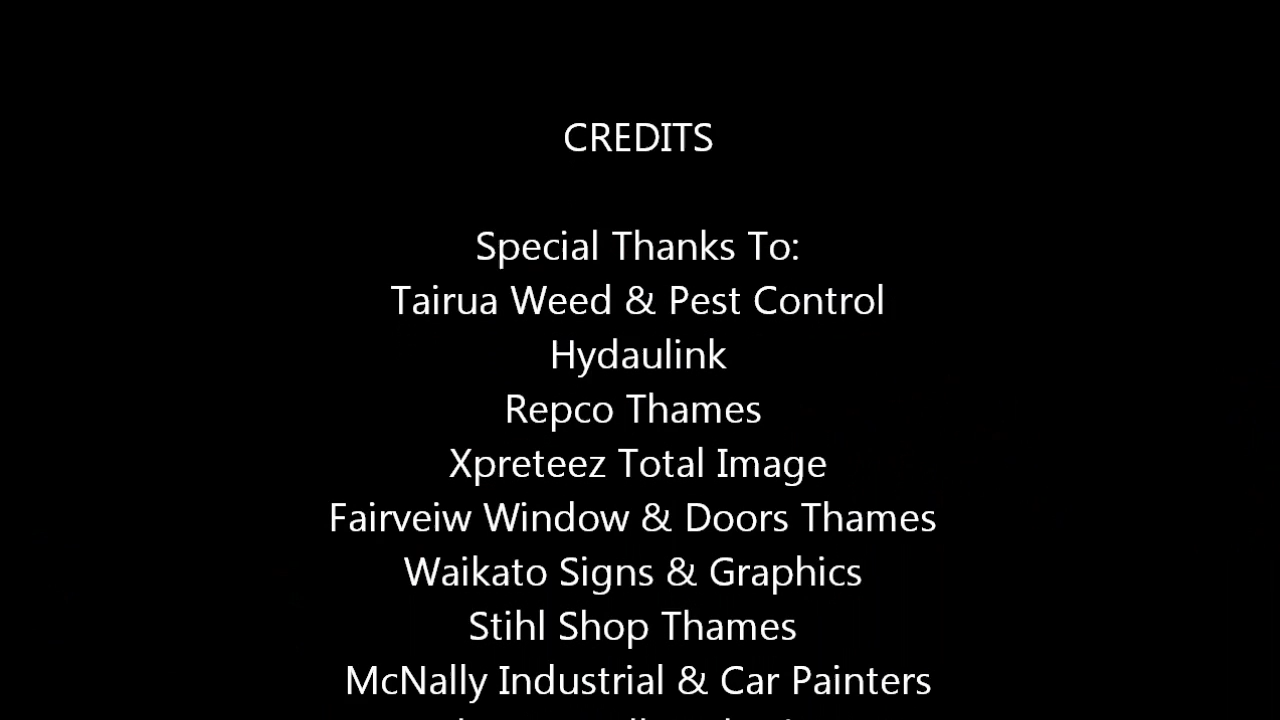 CREDITS
Special Thanks To:
Tairua Weed & Pest Control
Hydaulink
Repco Thames
Xpreteez Total Image
Fairveiw Window & Doors Thames
Waikato Signs & Graphics
Stihl Shop Thames
McNally Industrial & Car Painters